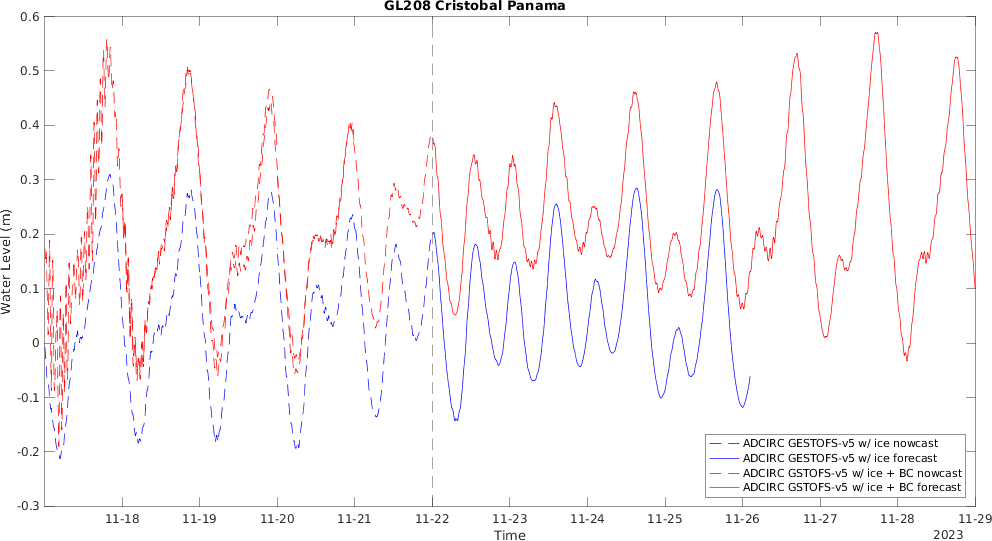 GL208 Cristobal Panama
0.6
0.5
0.4
0.3
0.2
0.1
0
-0.1
-0.2
-0.3
Water Level (m)
ADCIRC GESTOFS-v5 w/ ice nowcast
ADCIRC GESTOFS-v5 w/ ice forecast
ADCIRC GSTOFS-v5 w/ ice + BC nowcast
ADCIRC GSTOFS-v5 w/ ice + BC forecast
11-18 11-19 11-20 11-21 11-22 11-23 11-24 11-25 11-26 11-27 11-28 11-29
Time
2023